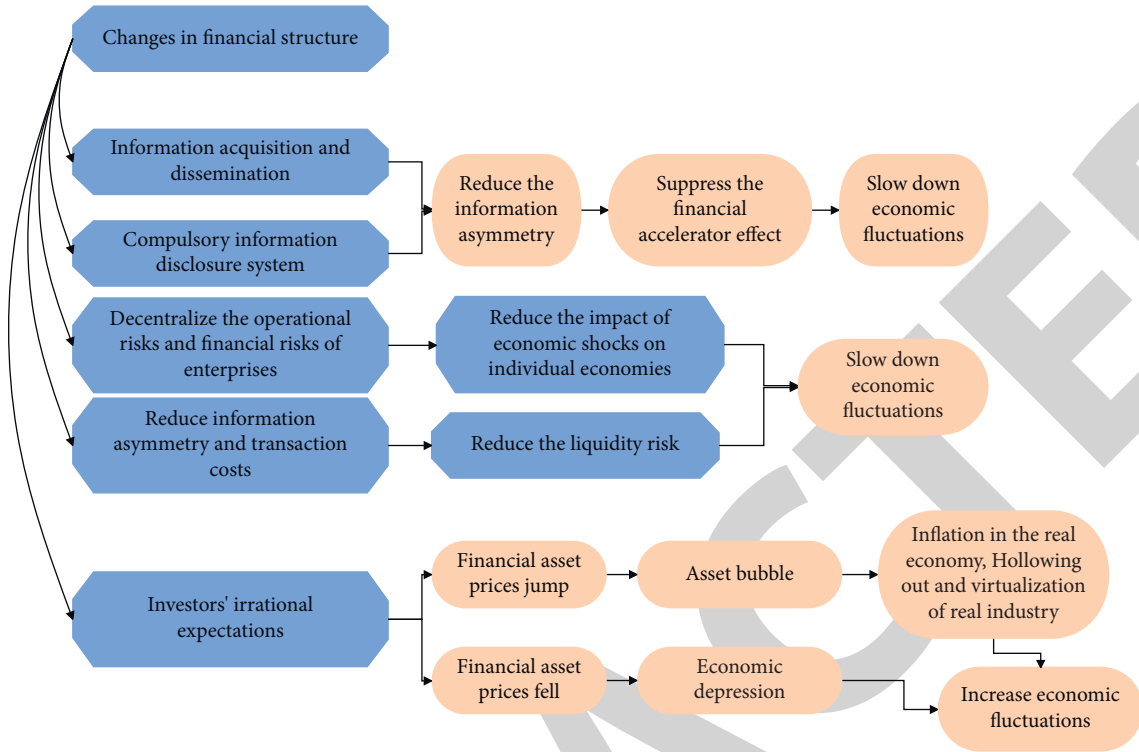 Changes in financial structure
Information acquisition and
dissemination
Compulsory information
disclosure system
Reduce the
information
asymmetry
Suppress the
financial
accelerator effect
Slow down
economic
fluctuations
Decentralize the operational
risks and financial risks of
enterprises
Reduce the impact of
economic shocks on
individual economies
Reduce information
asymmetry and transaction
costs
Reduce the liquidity risk
Slow down
economic
fluctuations
Investors' irrational
expectations
Financial asset
prices jump
Asset bubble
Inflation in the real
economy, Hollowing
out and virtualization
of real industry
Financial asset
prices fell
Economic
depression
Increase economic
fluctuations